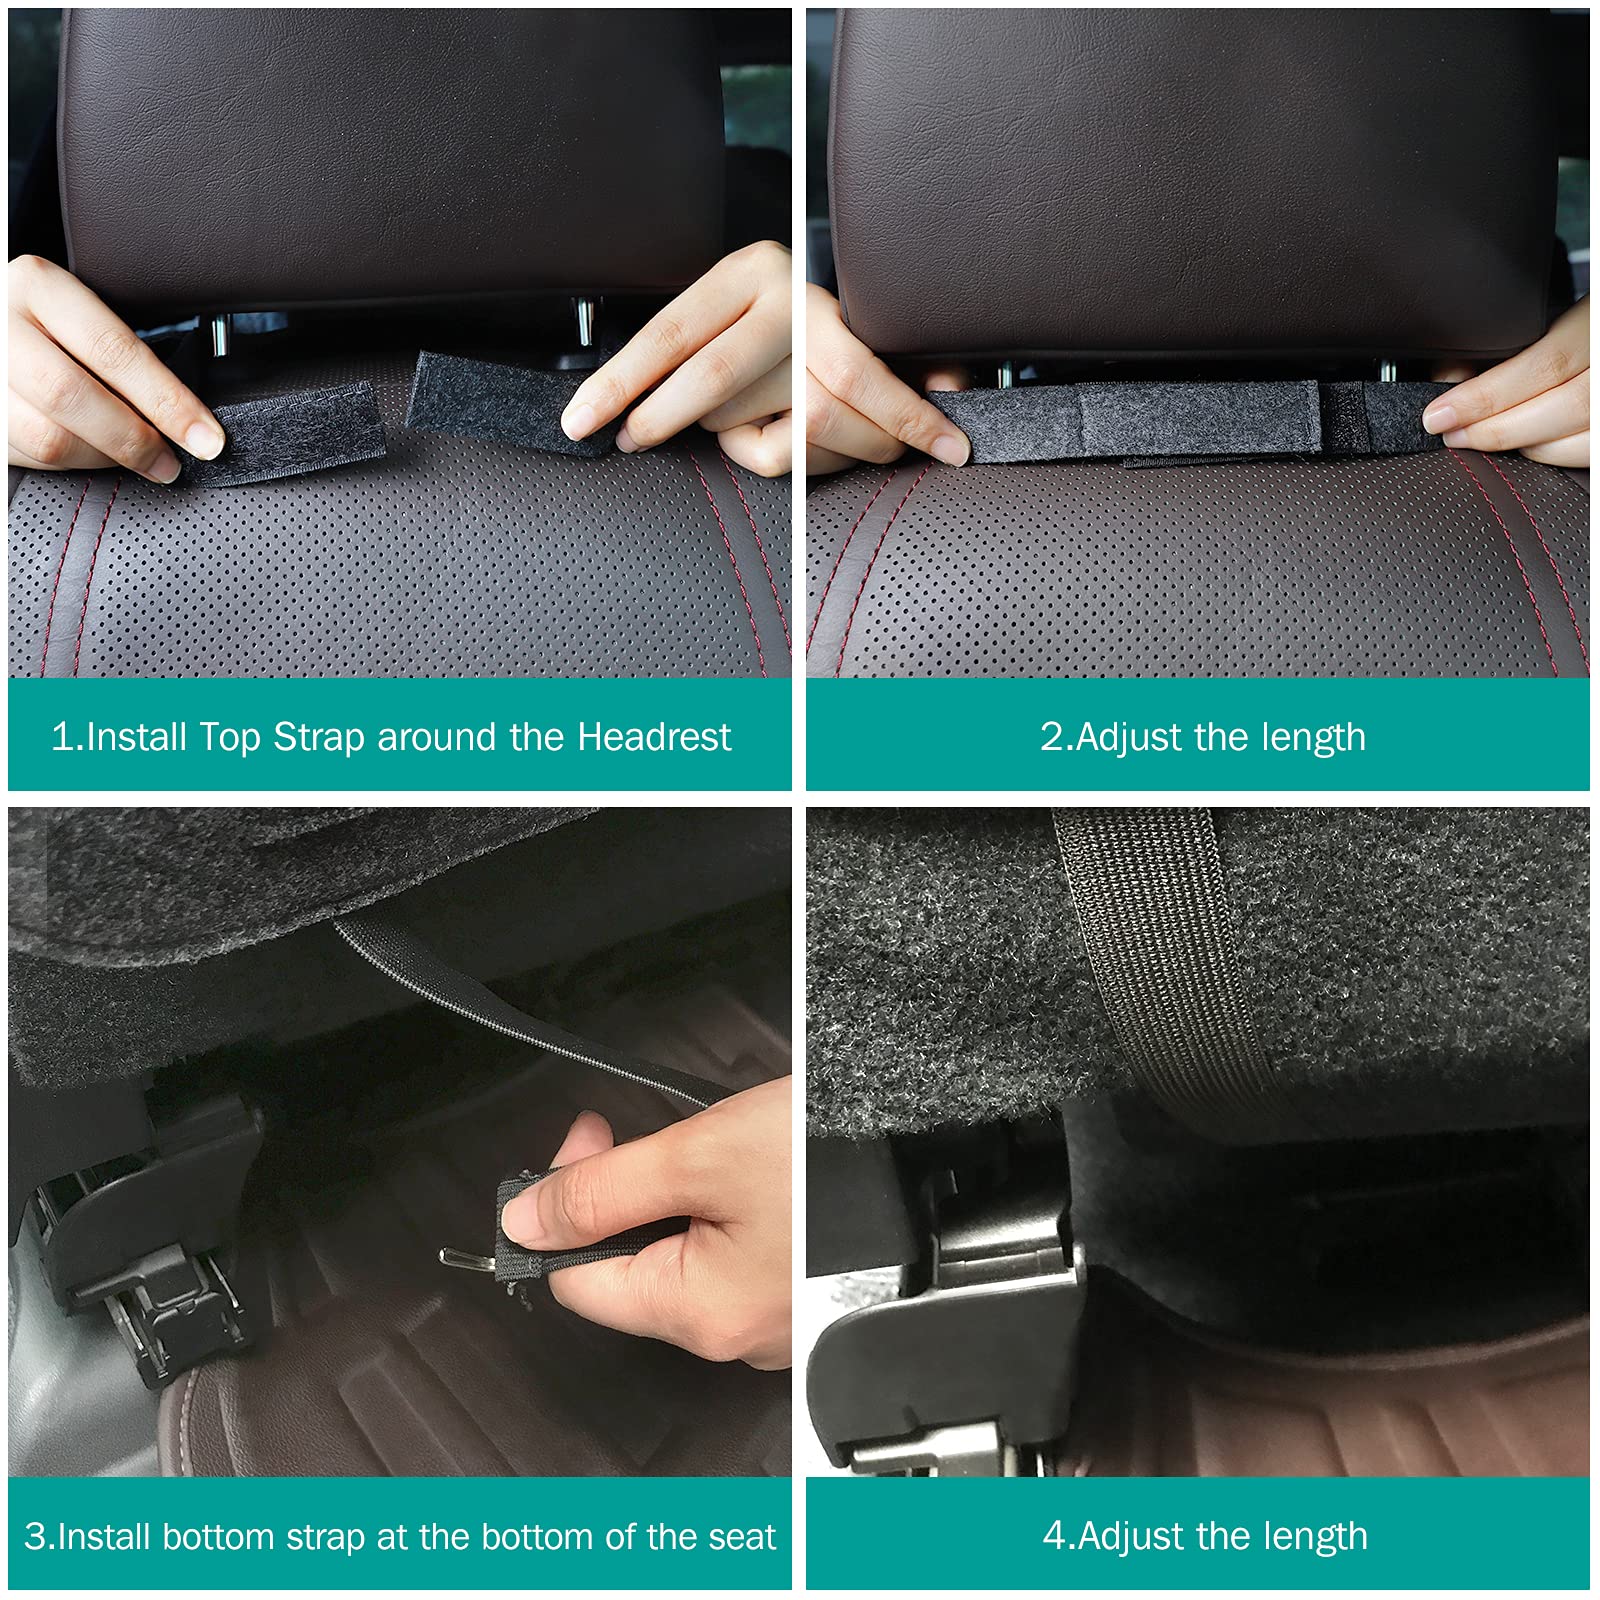 1.Install Top Strap around the Headrest
2.Adjust the length
3.Install bottom strap at the bottom of the seat
4.Adjust the length